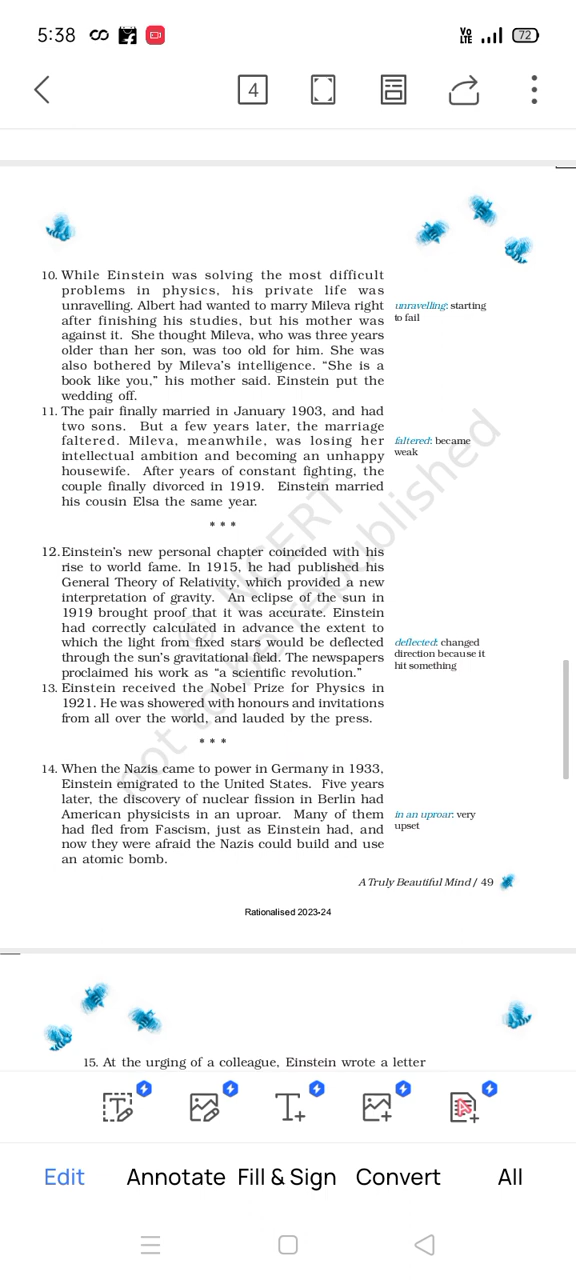 5:38
Vo LTE
72
4
10. While Einstein was solving the most difficult
problems in physics, his private life was
unravelling. Albert had wanted to marry Mileva right
after finishing his studies, but his mother was
against it. She thought Mileva, who was three years
older than her son, was too old for him. She was
also bothered by Mileva's intelligence. “She is a
book like you,” his mother said. Einstein put the
wedding off.
unravelling: starting
to fail
11. The pair finally married in January 1903, and had
two sons. But a few years later, the marriage
faltered. Mileva, meanwhile, was losing her
intellectual ambition and becoming an unhappy
housewife. After years of constant fighting, the
couple finally divorced in 1919. Einstein married
his cousin Elsa the same year.
faltered: became
weak
* * *
12. Einstein's new personal chapter coincided with his
rise to world fame. In 1915, he had published his
General Theory of Relativity, which provided a new
interpretation of gravity. An eclipse of the sun in
1919 brought proof that it was accurate. Einstein
had correctly calculated in advance the extent to
which the light from fixed stars would be deflected
through the sun's gravitational field. The newspapers
proclaimed his work as “a scientific revolution.”
deflected: changed
direction because it
hit something
13. Einstein received the Nobel Prize for Physics in
1921. He was showered with honours and invitations
from all over the world, and lauded by the press.
* * *
14. When the Nazis came to power in Germany in 1933,
Einstein emigrated to the United States. Five years
later, the discovery of nuclear fission in Berlin had
American physicists in an uproar. Many of them
had fled from Fascism, just as Einstein had, and
now they were afraid the Nazis could build and use
an atomic bomb.
in an uproar: very
upset
© NCERT
not to be republished
A Truly Beautiful Mind / 49
Rationalised 2023-24
15. At the urging of a colleague, Einstein wrote a letter
Edit Annotate Fill & Sign Convert All